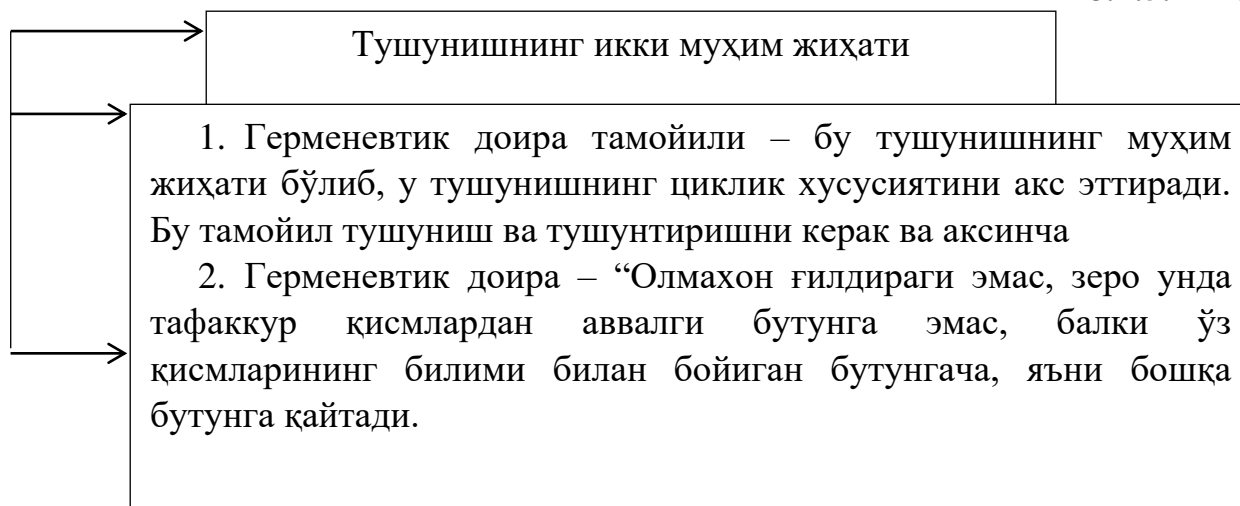 Тушунишнинг икки муҳим жиҳати
1. Герменевтик доира тамойили – бу тушунишнинг муҳим
жиҳати бўлиб, у тушунишнинг циклик хусусиятини акс эттиради.
Бу тамойил тушуниш ва тушунтиришни керак ва аксинча
2. Герменевтик доира – “Олмахон ғилдираги эмас, зеро унда
тафаккур қисмлардан аввалги бутунга эмас, балки ўз
қисмларининг билими билан бойиган бутунгача, яъни бошқа
бутунга қайтади.